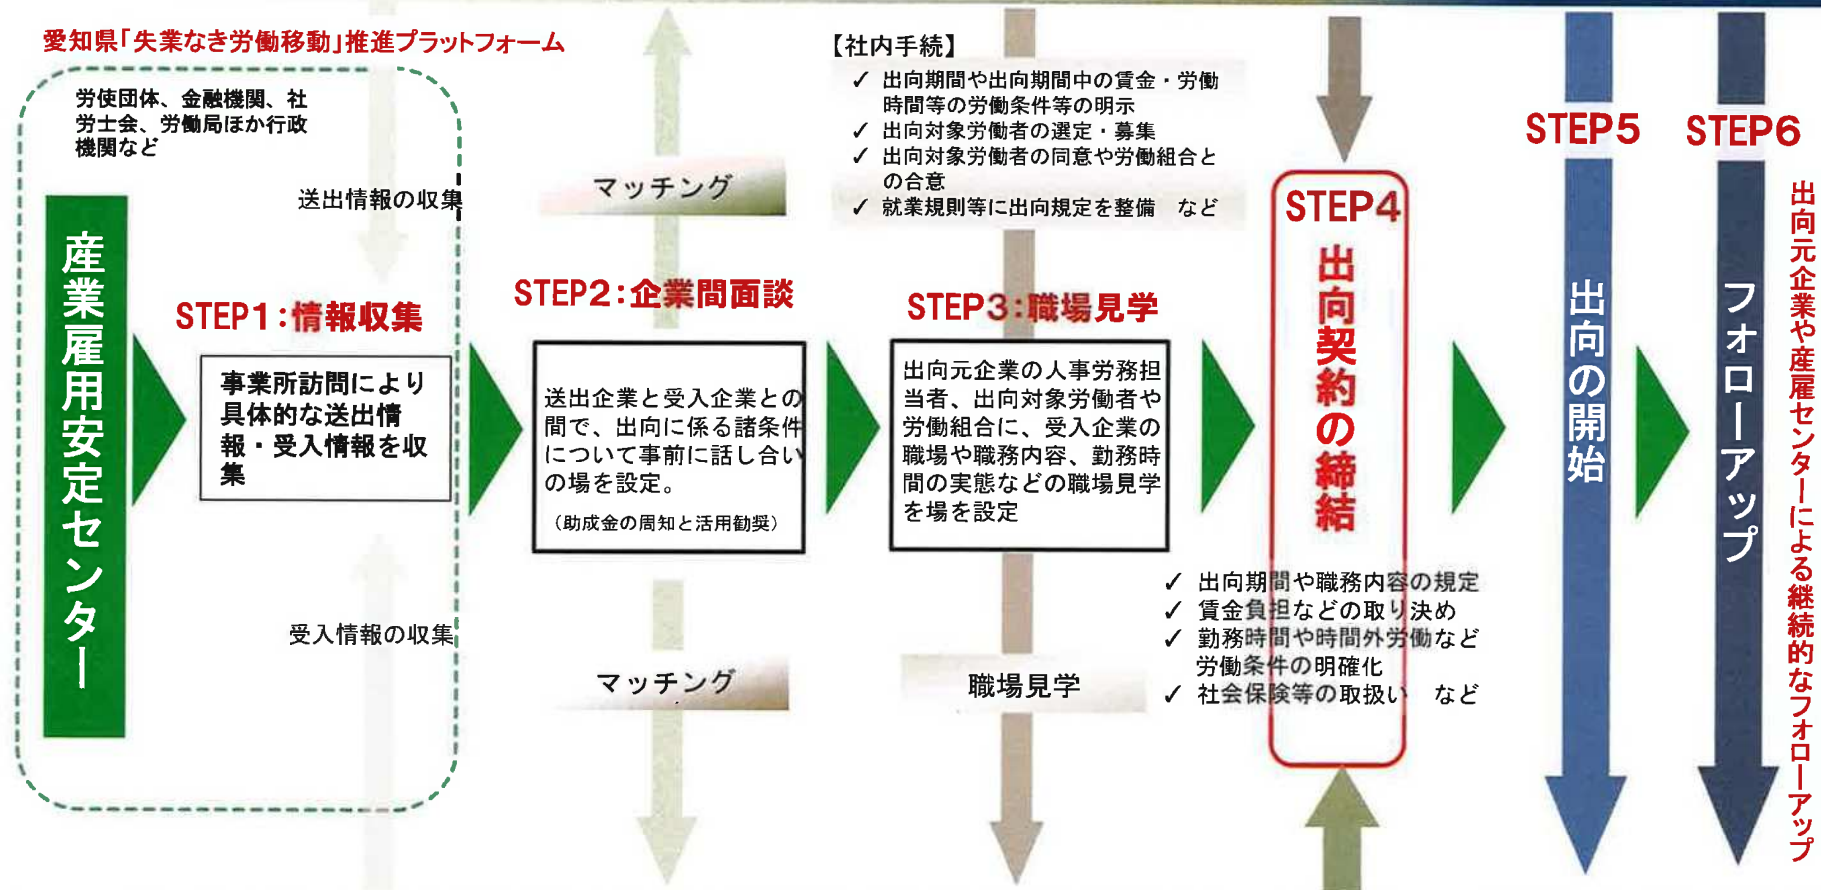 愛知県「失業なき労働移動」推進プラットフォーム
労使団体、金融機関、社
労士会、労働局ほか行政
機関など
送出情報の収集
産業雇用安定センター
STEP1:情報収集
事業所訪問により
具体的な送出情
報・受入情報を収
集
受入情報の収集
マッチング
STEP2:企業間面談
送出企業と受入企業との
間で、出向に係る諸条件
について事前に話し合い
の場を設定。
（助成金の周知と活用勧奨）
マッチング
【社内手続】
✓ 出向期間や出向期間中の賃金・労働
時間等の労働条件等の明示
✓ 出向対象労働者の選定・募集
✓ 出向対象労働者の同意や労働組合と
の合意
✓ 就業規則等に出向規定を整備　など
STEP3:職場見学
出向元企業の人事労務担
当者、出向対象労働者や
労働組合に、受入企業の
職場や職務内容、勤務時
間の実態などの職場見学
を場を設定
職場見学
STEP4
出向契約の締結
✓ 出向期間や職務内容の規定
✓ 賃金負担などの取り決め
✓ 勤務時間や時間外労働など
労働条件の明確化
✓ 社会保険等の取扱い　など
STEP5
出向の開始
STEP6
フォローアップ
出向元企業や産雇センターによる継続的なフォローアップ